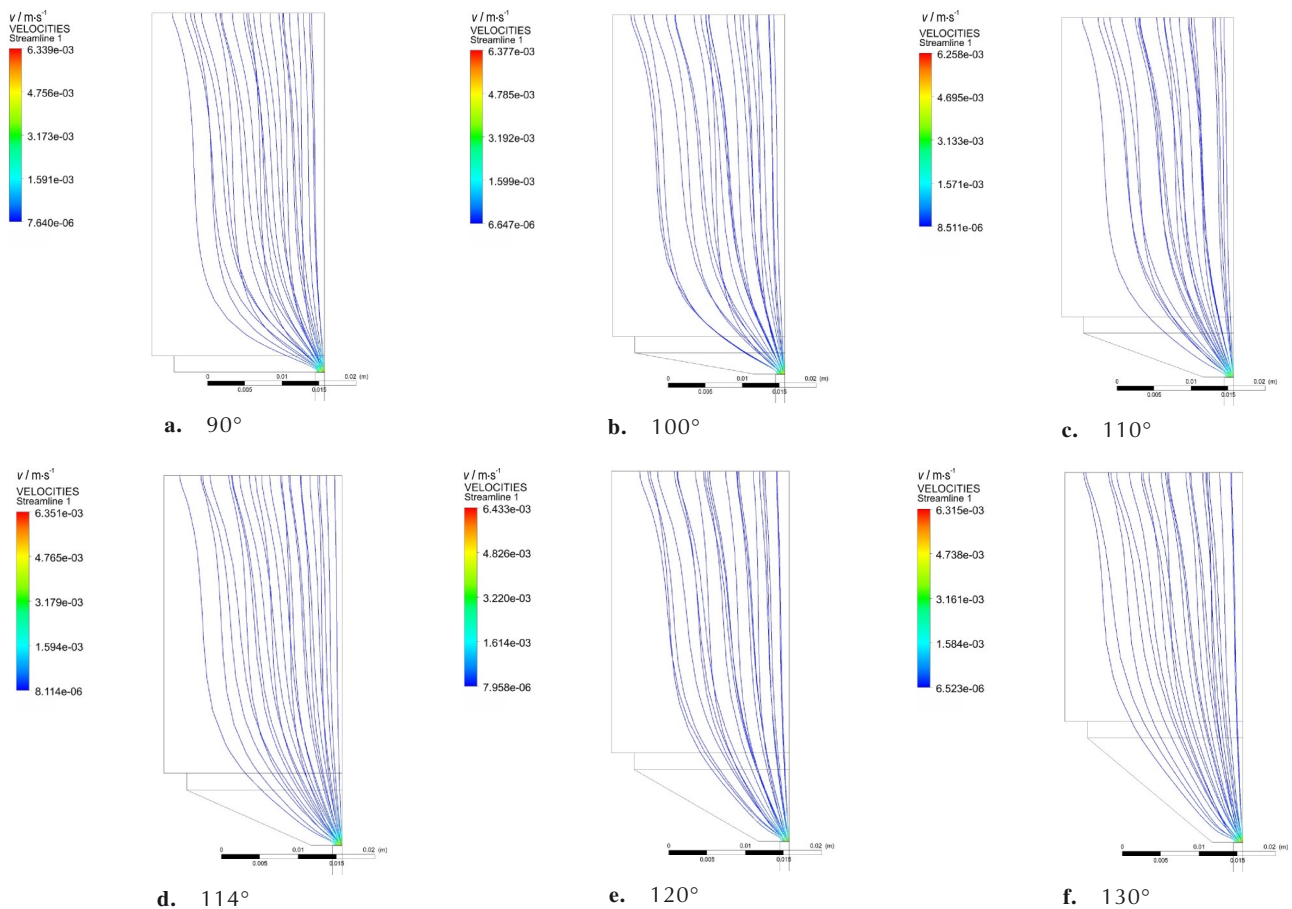 v / m·s⁻¹
VELOCITIES
Streamline 1
6.339e-03
4.756e-03
3.173e-03
1.591e-03
7.640e-06
0 0.01 0.02 (m)
0.005 0.015
a. 90°
v / m·s⁻¹
VELOCITIES
Streamline 1
6.377e-03
4.785e-03
3.192e-03
1.599e-03
6.647e-06
0 0.01 0.02 (m)
0.005 0.015
b. 100°
v / m·s⁻¹
VELOCITIES
Streamline 1
6.258e-03
4.695e-03
3.133e-03
1.571e-03
8.511e-06
0 0.01 0.02 (m)
0.005 0.015
c. 110°
v / m·s⁻¹
VELOCITIES
Streamline 1
6.351e-03
4.765e-03
3.179e-03
1.594e-03
8.114e-06
0 0.01 0.02 (m)
0.005 0.015
d. 114°
v / m·s⁻¹
VELOCITIES
Streamline 1
6.433e-03
4.826e-03
3.220e-03
1.614e-03
7.958e-06
0 0.01 0.02 (m)
0.005 0.015
e. 120°
v / m·s⁻¹
VELOCITIES
Streamline 1
6.315e-03
4.738e-03
3.161e-03
1.584e-03
6.523e-06
0 0.01 0.02 (m)
0.005 0.015
f. 130°